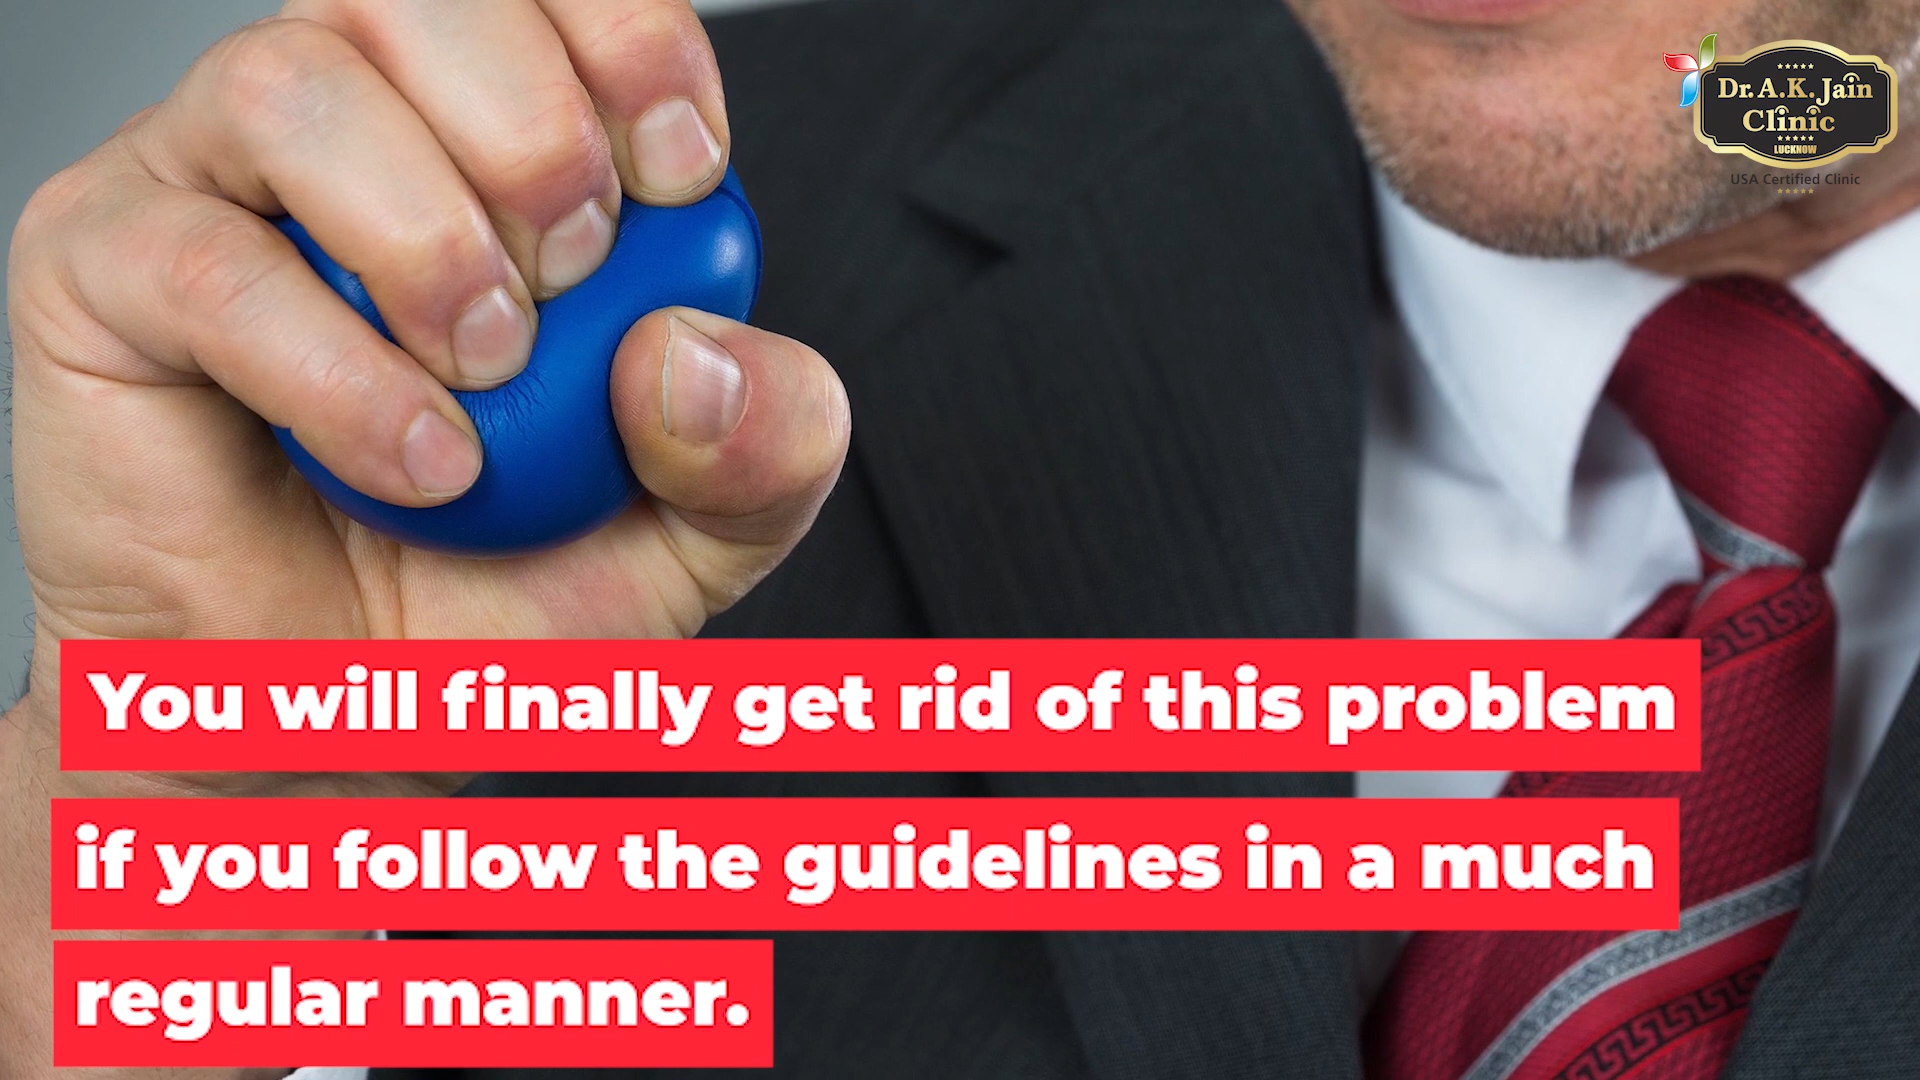 Dr. A.K. Jain
Clinic
LUCKNOW
USA Certified Clinic
You will finally get rid of this problem
if you follow the guidelines in a much
regular manner.